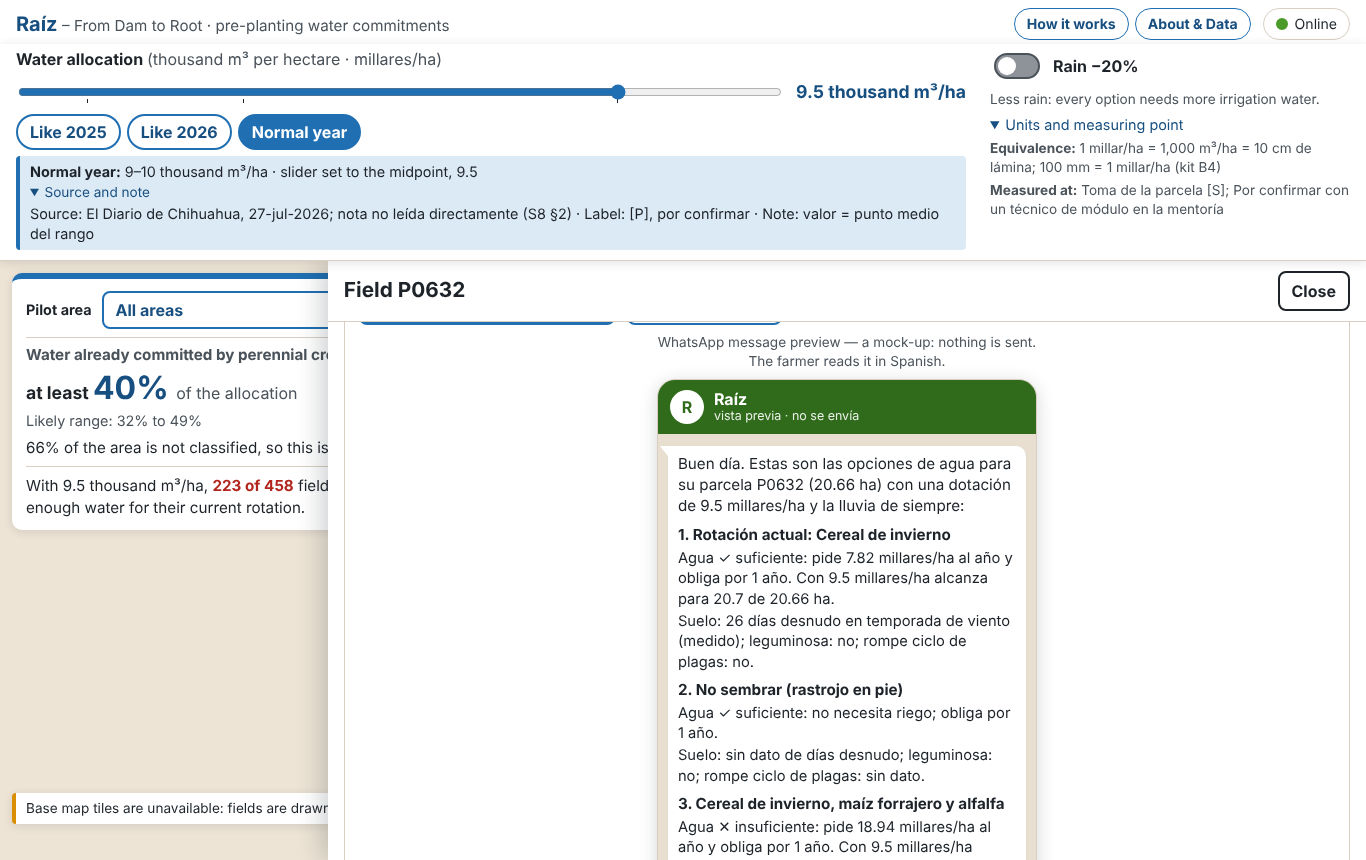 Raíz – From Dam to Root · pre-planting water commitments
How it works
About & Data
Online
Water allocation (thousand m³ per hectare · millares/ha)
9.5 thousand m³/ha
Like 2025
Like 2026
Normal year
Normal year: 9–10 thousand m³/ha · slider set to the midpoint, 9.5
▼ Source and note
Source: El Diario de Chihuahua, 27-jul-2026; nota no leída directamente (S8 §2) · Label: [P], por confirmar · Note: valor = punto medio
del rango
Rain −20%
Less rain: every option needs more irrigation water.
▼ Units and measuring point
Equivalence: 1 millar/ha = 1,000 m³/ha = 10 cm de
lámina; 100 mm = 1 millar/ha (kit B4)
Measured at: Toma de la parcela [S]; Por confirmar con
un técnico de módulo en la mentoría
Pilot area
All areas
Water already committed by perennial cr
at least 40% of the allocation
Likely range: 32% to 49%
66% of the area is not classified, so this is
With 9.5 thousand m³/ha, 223 of 458 field
enough water for their current rotation.
Base map tiles are unavailable: fields are drawn
Field P0632
Close
WhatsApp message preview — a mock-up: nothing is sent.
The farmer reads it in Spanish.
R
Raíz
vista previa · no se envía
Buen día. Estas son las opciones de agua para
su parcela P0632 (20.66 ha) con una dotación
de 9.5 millares/ha y la lluvia de siempre:
1. Rotación actual: Cereal de invierno
Agua ✓ suficiente: pide 7.82 millares/ha al año y
obliga por 1 año. Con 9.5 millares/ha alcanza
para 20.7 de 20.66 ha.
Suelo: 26 días desnudo en temporada de viento
(medido); leguminosa: no; rompe ciclo de
plagas: no.
2. No sembrar (rastrojo en pie)
Agua ✓ suficiente: no necesita riego; obliga por
1 año.
Suelo: sin dato de días desnudo; leguminosa:
no; rompe ciclo de plagas: sin dato.
3. Cereal de invierno, maíz forrajero y alfalfa
Agua ✕ insuficiente: pide 18.94 millares/ha al
año y obliga por 1 año. Con 9.5 millares/ha